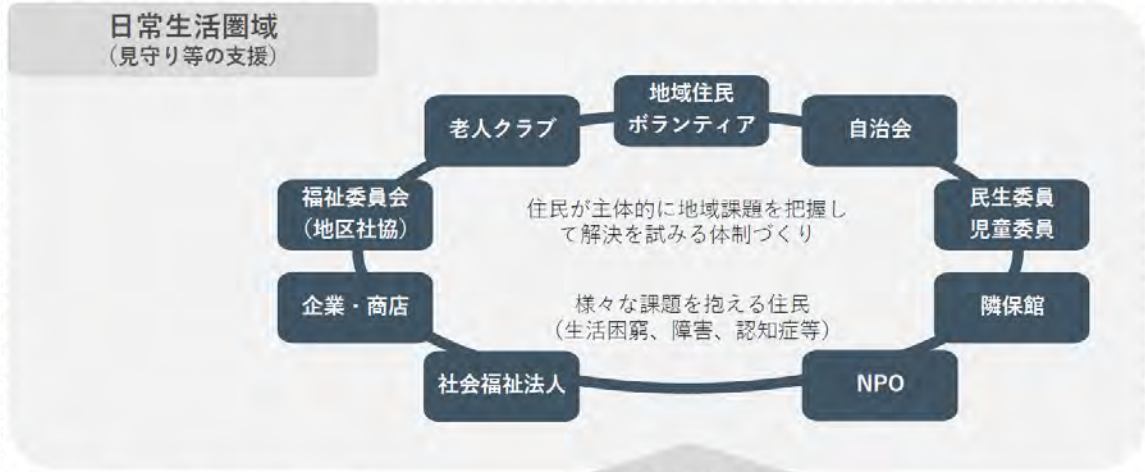 日常生活圏域
（見守り等の支援）
地域住民
ボランティア
老人クラブ
自治会
福祉委員会
（地区社協）
民生委員
児童委員
住民が主体的に地域課題を把握し
て解決を試みる体制づくり
企業・商店
様々な課題を抱える住民
（生活困窮、障害、認知症等）
隣保館
社会福祉法人
NPO